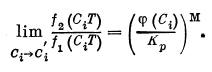 lim_{C_i→C_i'} f_2 (C_i T) / f_1 (C_i T) = (φ (C_i) / K_p)^M.